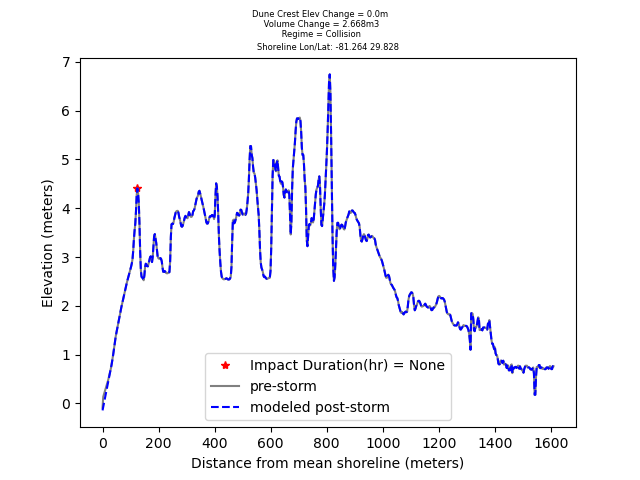 Dune Crest Elev Change = 0.0m
Volume Change = 2.668m3
Regime = Collision
Shoreline Lon/Lat: -81.264 29.828
7
6
5
4
3
2
1
0
Elevation (meters)
Impact Duration(hr) = None
pre-storm
modeled post-storm
0 200 400 600 800 1000 1200 1400 1600
Distance from mean shoreline (meters)